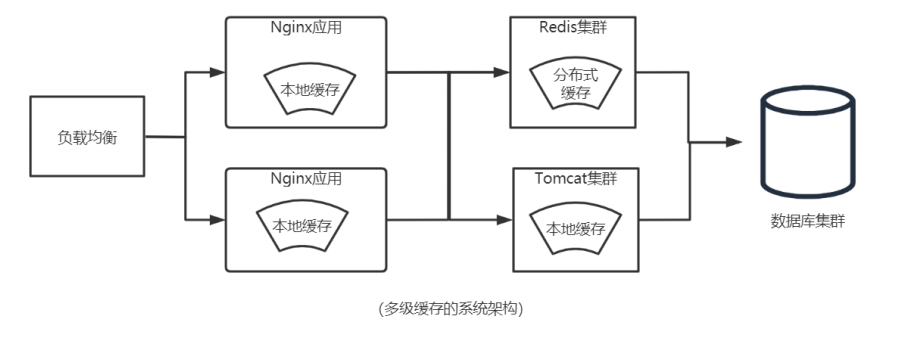 负载均衡
Nginx应用
本地缓存
Nginx应用
本地缓存
Redis集群
分布式
缓存
Tomcat集群
本地缓存
数据库集群
(多级缓存的系统架构)